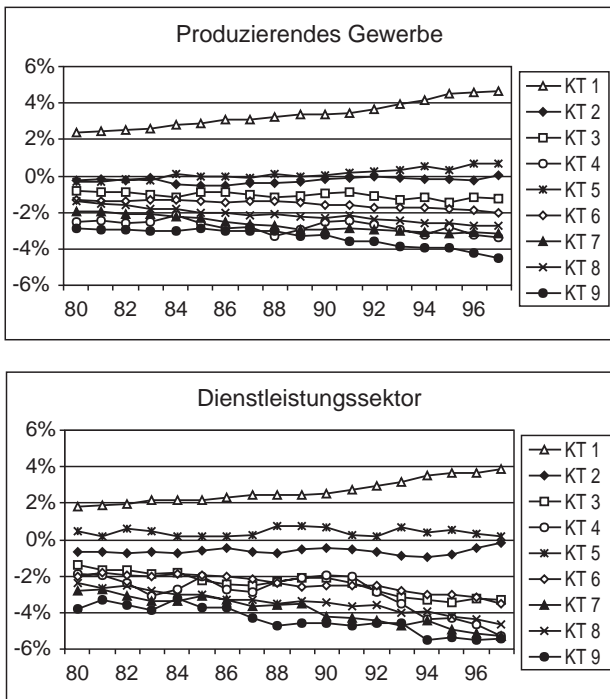 Produzierendes Gewerbe
6%
4%
2%
0%
-2%
-4%
-6%
80 82 84 86 88 90 92 94 96
KT 1
KT 2
KT 3
KT 4
KT 5
KT 6
KT 7
KT 8
KT 9
Dienstleistungssektor
6%
4%
2%
0%
-2%
-4%
-6%
80 82 84 86 88 90 92 94 96
KT 1
KT 2
KT 3
KT 4
KT 5
KT 6
KT 7
KT 8
KT 9